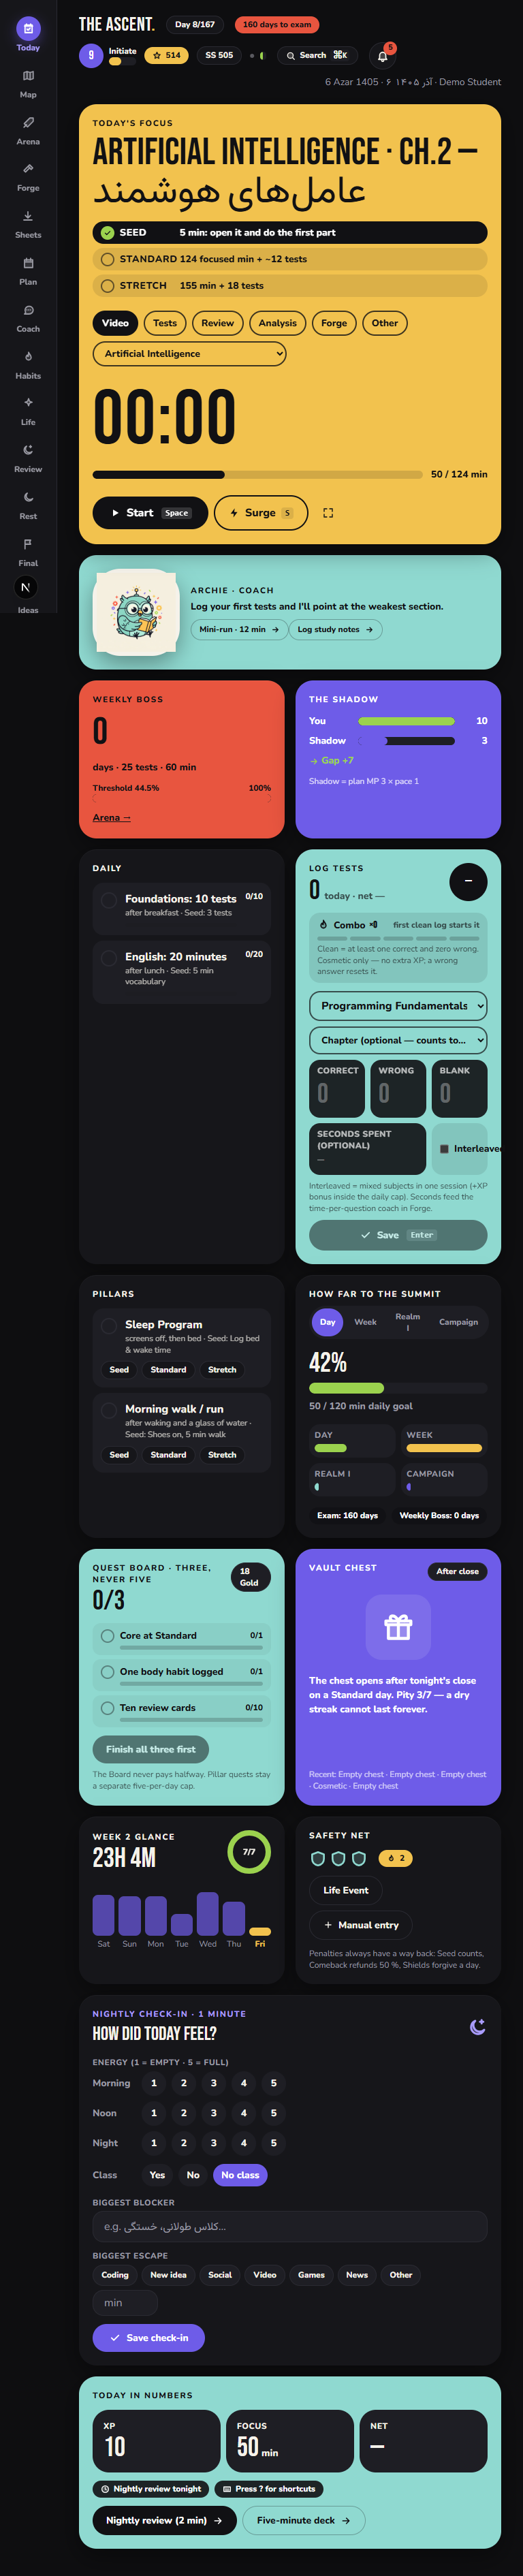 THE ASCENT.
Day 8/167
160 days to exam
9
Initiate
514
SS 505
Search ⌘K
5
6 Azar 1405 · ۶ آذر ۱۴۰۵ · Demo Student
Today
Map
Arena
Forge
Sheets
Plan
Coach
Habits
Life
Review
Rest
Final
N
Ideas
TODAY'S FOCUS
ARTIFICIAL INTELLIGENCE · CH.2 —
عامل‌های هوشمند
SEED 5 min: open it and do the first part
STANDARD 124 focused min + ~12 tests
STRETCH 155 min + 18 tests
Video Tests Review Analysis Forge Other
Artificial Intelligence
00:00
50 / 124 min
Start Space
Surge S
ARCHIE · COACH
Log your first tests and I'll point at the weakest section.
Mini-run · 12 min →
Log study notes →
WEEKLY BOSS
0
days · 25 tests · 60 min
Threshold 44.5% 100%
Arena →
THE SHADOW
You 10
Shadow 3
→ Gap +7
Shadow = plan MP 3 × pace 1
DAILY
Foundations: 10 tests 0/10
after breakfast · Seed: 3 tests
English: 20 minutes 0/20
after lunch · Seed: 5 min
vocabulary
LOG TESTS
0 today · net —
–
Combo ×0 first clean log starts it
Clean = at least one correct and zero wrong.
Cosmetic only — no extra XP; a wrong
answer resets it.
Programming Fundamentals
Chapter (optional — counts to...
CORRECT WRONG BLANK
0 0 0
SECONDS SPENT
(OPTIONAL)
—
Interleaved
Interleaved = mixed subjects in one session (+XP
bonus inside the daily cap). Seconds feed the
time-per-question coach in Forge.
Save Enter
PILLARS
Sleep Program
screens off, then bed · Seed: Log bed
& wake time
Seed Standard Stretch
Morning walk / run
after waking and a glass of water ·
Seed: Shoes on, 5 min walk
Seed Standard Stretch
HOW FAR TO THE SUMMIT
Day Week Realm I Campaign
42%
50 / 120 min daily goal
DAY WEEK
REALM I CAMPAIGN
Exam: 160 days Weekly Boss: 0 days
QUEST BOARD · THREE,
NEVER FIVE
18
Gold
0/3
Core at Standard 0/1
One body habit logged 0/1
Ten review cards 0/10
Finish all three first
The Board never pays halfway. Pillar quests stay
a separate five-per-day cap.
VAULT CHEST
After close
The chest opens after tonight's close
on a Standard day. Pity 3/7 — a dry
streak cannot last forever.
Recent: Empty chest · Empty chest · Empty chest
· Cosmetic · Empty chest
WEEK 2 GLANCE
23H 4M
7/7
Sat Sun Mon Tue Wed Thu Fri
SAFETY NET
2
Life Event
+ Manual entry
Penalties always have a way back: Seed counts,
Comeback refunds 50 %, Shields forgive a day.
NIGHTLY CHECK-IN · 1 MINUTE
HOW DID TODAY FEEL?
ENERGY (1 = EMPTY · 5 = FULL)
Morning 1 2 3 4 5
Noon 1 2 3 4 5
Night 1 2 3 4 5
Class Yes No No class
BIGGEST BLOCKER
e.g. کلاس طولانی، خستگی...
BIGGEST ESCAPE
Coding New idea Social Video Games News Other
min
Save check-in
TODAY IN NUMBERS
XP FOCUS NET
10 50 min —
Nightly review tonight Press ? for shortcuts
Nightly review (2 min) →
Five-minute deck →